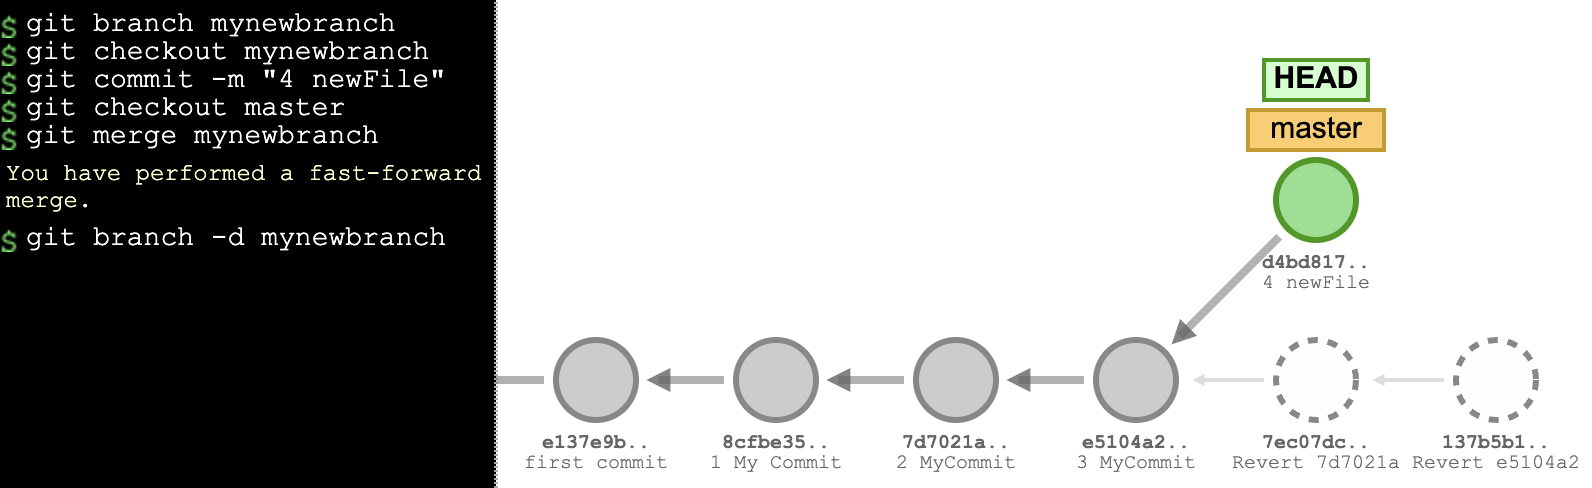 $ git branch mynewbranch
$ git checkout mynewbranch
$ git commit -m "4 newFile"
$ git checkout master
$ git merge mynewbranch
You have performed a fast-forward
merge.
$ git branch -d mynewbranch
HEAD
master
d4bd817..
4 newFile
e137e9b..
first commit
8cfbe35..
1 My Commit
7d7021a..
2 MyCommit
e5104a2..
3 MyCommit
7ec07dc..
Revert 7d7021a
137b5b1..
Revert e5104a2